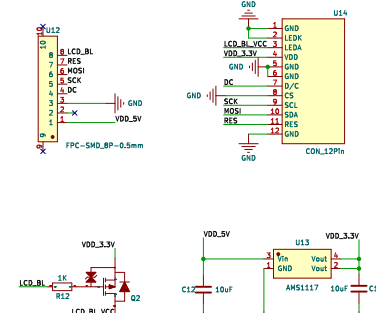 U12
10
10
8 LCD_BL
7 RES
6 MOSI
5 SCK
4 DC
3 GND
2
1 VDD_5V
9
9
FPC-SMD_8P-0.5mm
GND
U14
1 GND
2 LEDK
LCD_BL_VCC 3 LEDA
VDD_3.3V 4 VDD
GND 5 GND
6 GND
DC 7 D/C
GND 8 CS
SCK 9 SCL
MOSI 10 SDA
RES 11 RES
12 GND
GND
CON_12Pin
VDD_3.3V
LCD_BL 1K
R12
Q2
LCD_BL_VCC
VDD_5V
U13
VDD_3.3V
3 Vin Vout 4
1 GND Vout 2
AMS1117
C12 10uF
10uF